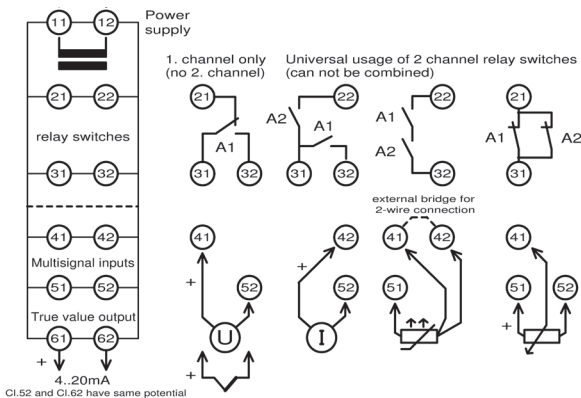 11 12 Power supply
1. channel only
(no 2. channel)
Universal usage of 2 channel relay switches
(can not be combined)
21 22
relay switches
31 32
21
A1
31 32
22
A2 A1
31 32
22
A1
A2
32
21
A1 A2
31
external bridge for
2-wire connection
41 42
Multisignal inputs
51 52
True value output
61 62
+
4..20mA
Cl.52 and Cl.62 have same potential
41
+
52
U
+
42
+
52
I
41 42
51
41
51 52
+